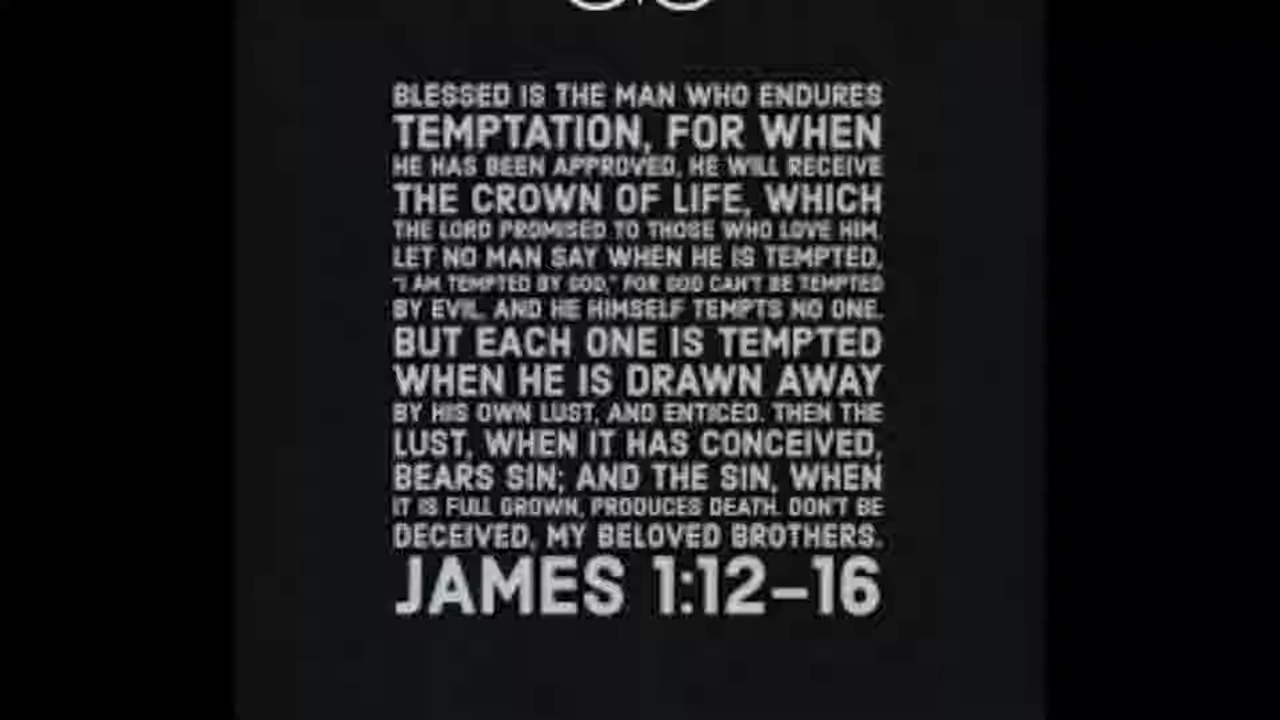 BLESSED IS THE MAN WHO ENDURES
TEMPTATION, FOR WHEN
HE HAS BEEN APPROVED, HE WILL RECEIVE
THE CROWN OF LIFE, WHICH
THE LORD PROMISED TO THOSE WHO LOVE HIM.
LET NO MAN SAY WHEN HE IS TEMPTED,
"I AM TEMPTED BY GOD," FOR GOD CAN'T BE TEMPTED
BY EVIL, AND HE HIMSELF TEMPTS NO ONE.
BUT EACH ONE IS TEMPTED
WHEN HE IS DRAWN AWAY
BY HIS OWN LUST, AND ENTICED. THEN THE
LUST, WHEN IT HAS CONCEIVED,
BEARS SIN; AND THE SIN, WHEN
IT IS FULL GROWN, PRODUCES DEATH. DON'T BE
DECEIVED, MY BELOVED BROTHERS.
JAMES 1:12–16